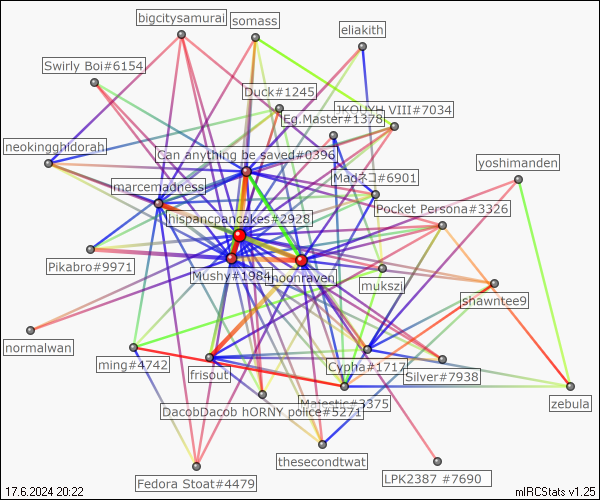 bigcitysamurai
somass
eliakith
Swirly Boi#6154
Duck#1245
JKOUYH VIII#7034
Eg.Master#1378
neokingghidorah
Can anything be saved#0396
yoshimanden
marcemadness
Madネコ#6901
hispancpancakes#2928
Pocket Persona#3326
Pikabro#9971
Mushy#1984
moonraven
mukszi
shawntee9
normalwan
ming#4742
frisout
Cypha#1717
Silver#7938
Majestic#3375
zebula
DacobDacob hORNY police#5271
thesecondtwat
Fedora Stoat#4479
LPK2387 #7690
17.6.2024 20:22
mIRCStats v1.25